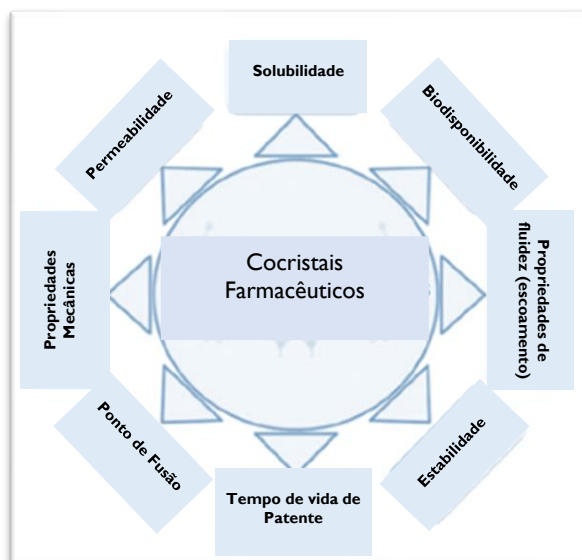 Solubilidade
Biodisponibilidade
Propriedades de
fluidez (escoamento)
Estabilidade
Tempo de vida de
Patente
Ponto de Fusão
Propriedades
Mecânicas
Permeabilidade
Cocristais
Farmacêuticos